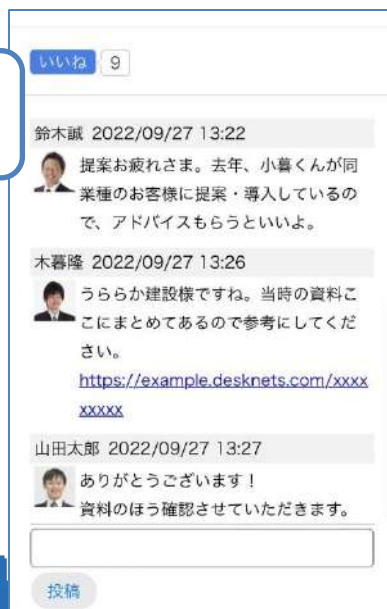 いいね 9
鈴木誠 2022/09/27 13:22
提案お疲れさま。去年、小暮くんが同
業種のお客様に提案・導入しているの
で、アドバイスもらうといいよ。
木暮隆 2022/09/27 13:26
うららか建設様ですね。当時の資料こ
こにまとめてあるので参考にしてくだ
さい。
https://example.desknets.com/xxxx
xxxxx
山田太郎 2022/09/27 13:27
ありがとうございます！
資料のほう確認させていただきます。
投稿